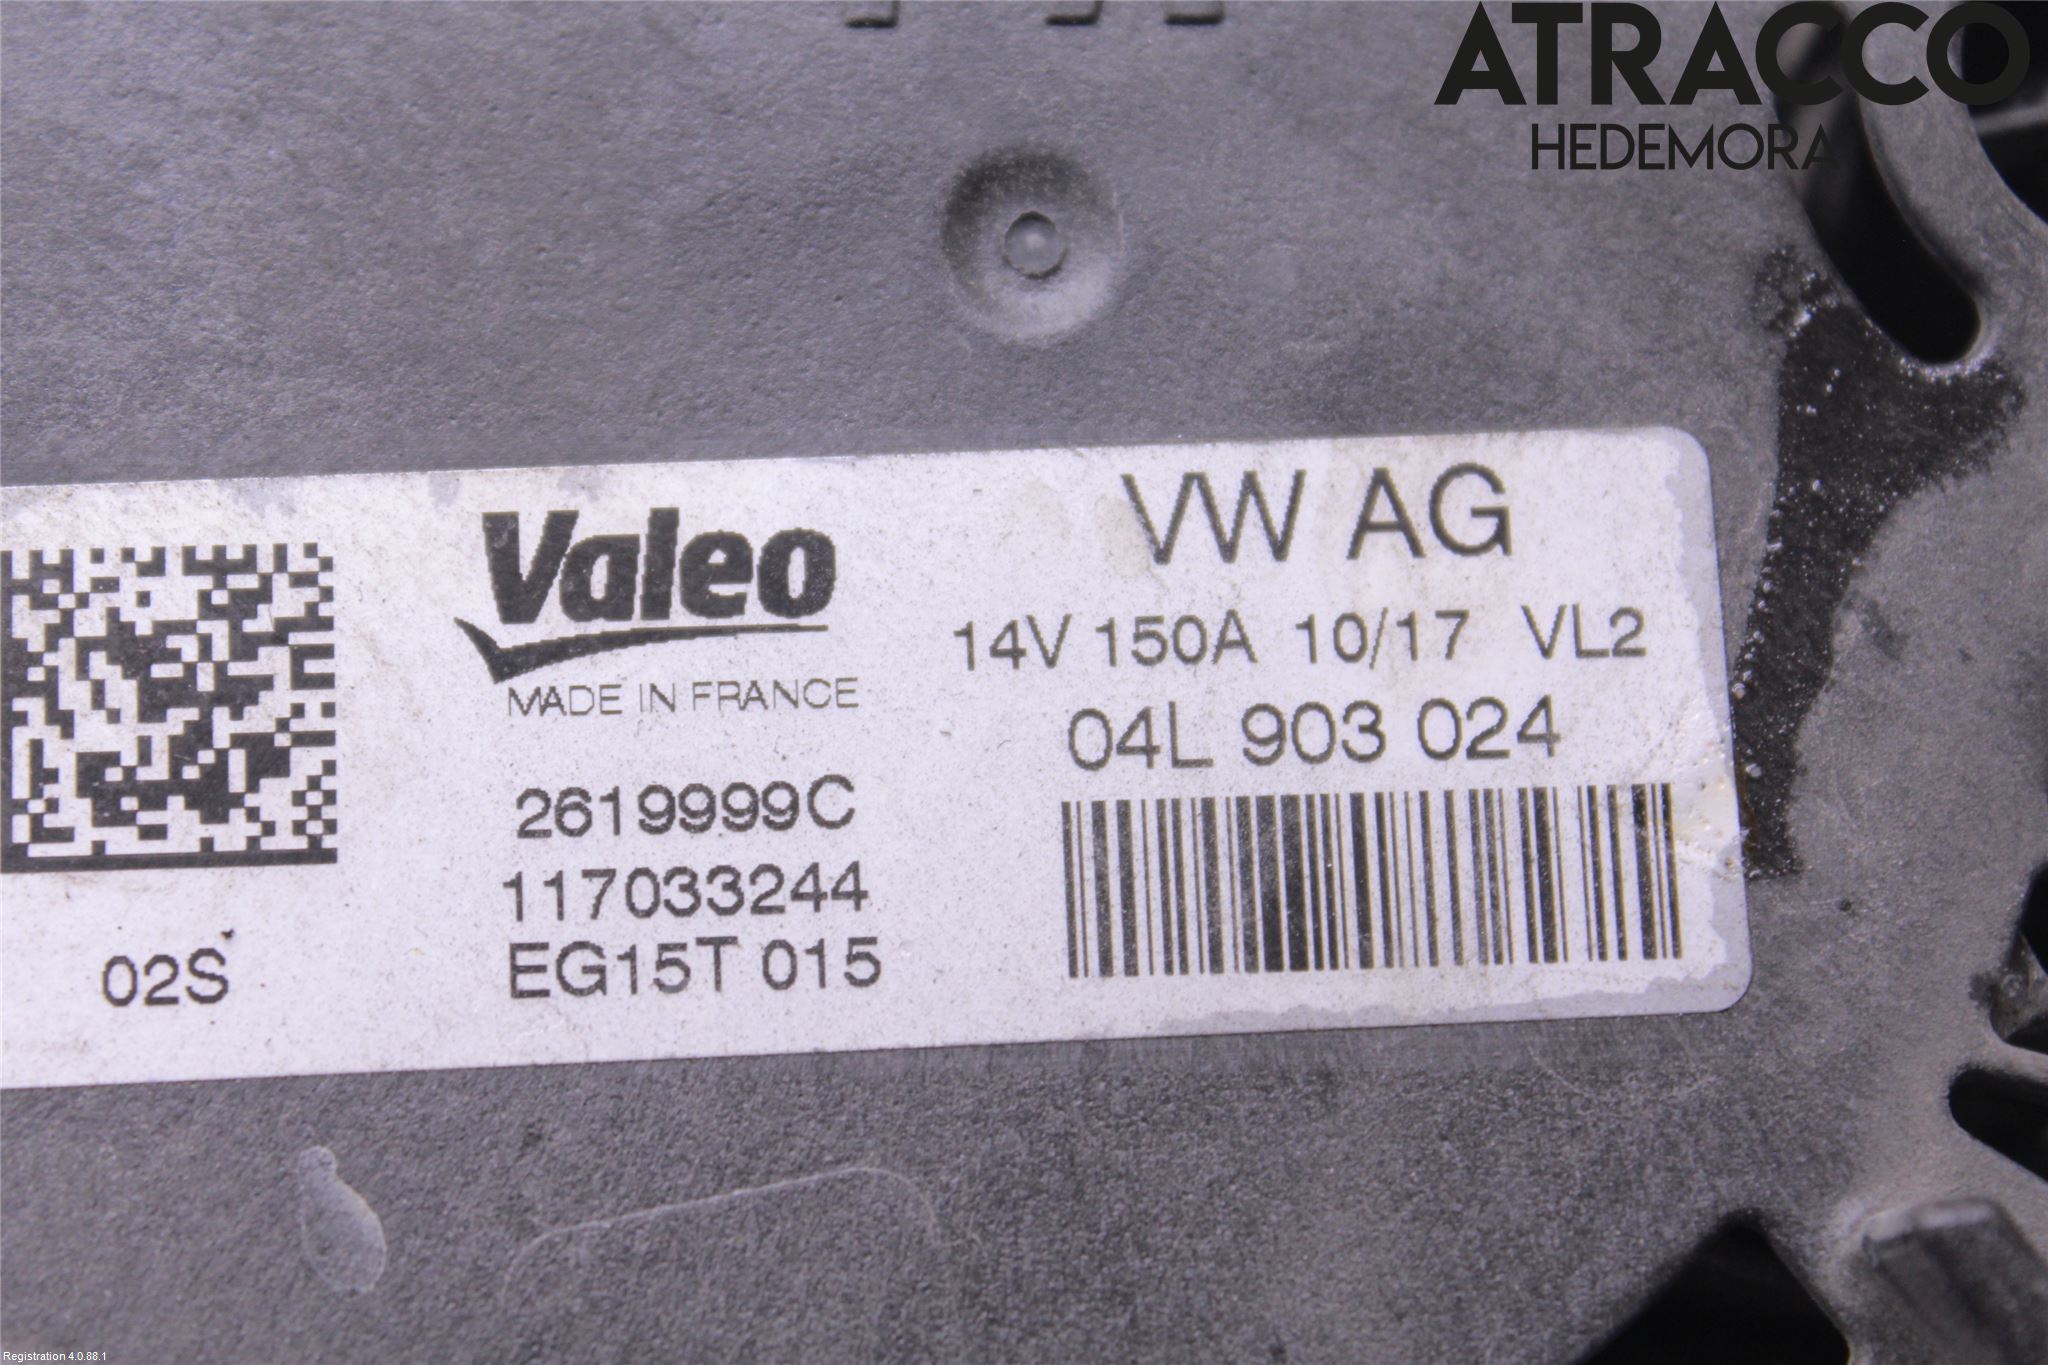 ATRACCO
HEDEMORA
Valeo
MADE IN FRANCE
2619999C
117033244
EG15T 015
02S
VW AG
14V 150A 10/17 VL2
04L 903 024
Registration 4.0.88.1